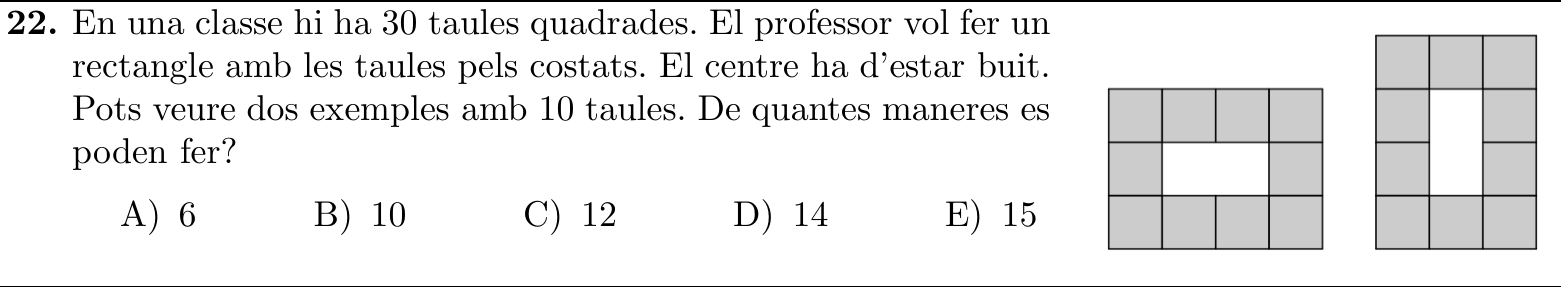 22. En una classe hi ha 30 taules quadrades. El professor vol fer un
rectangle amb les taules pels costats. El centre ha d'estar buit.
Pots veure dos exemples amb 10 taules. De quantes maneres es
poden fer?
A) 6 B) 10 C) 12 D) 14 E) 15